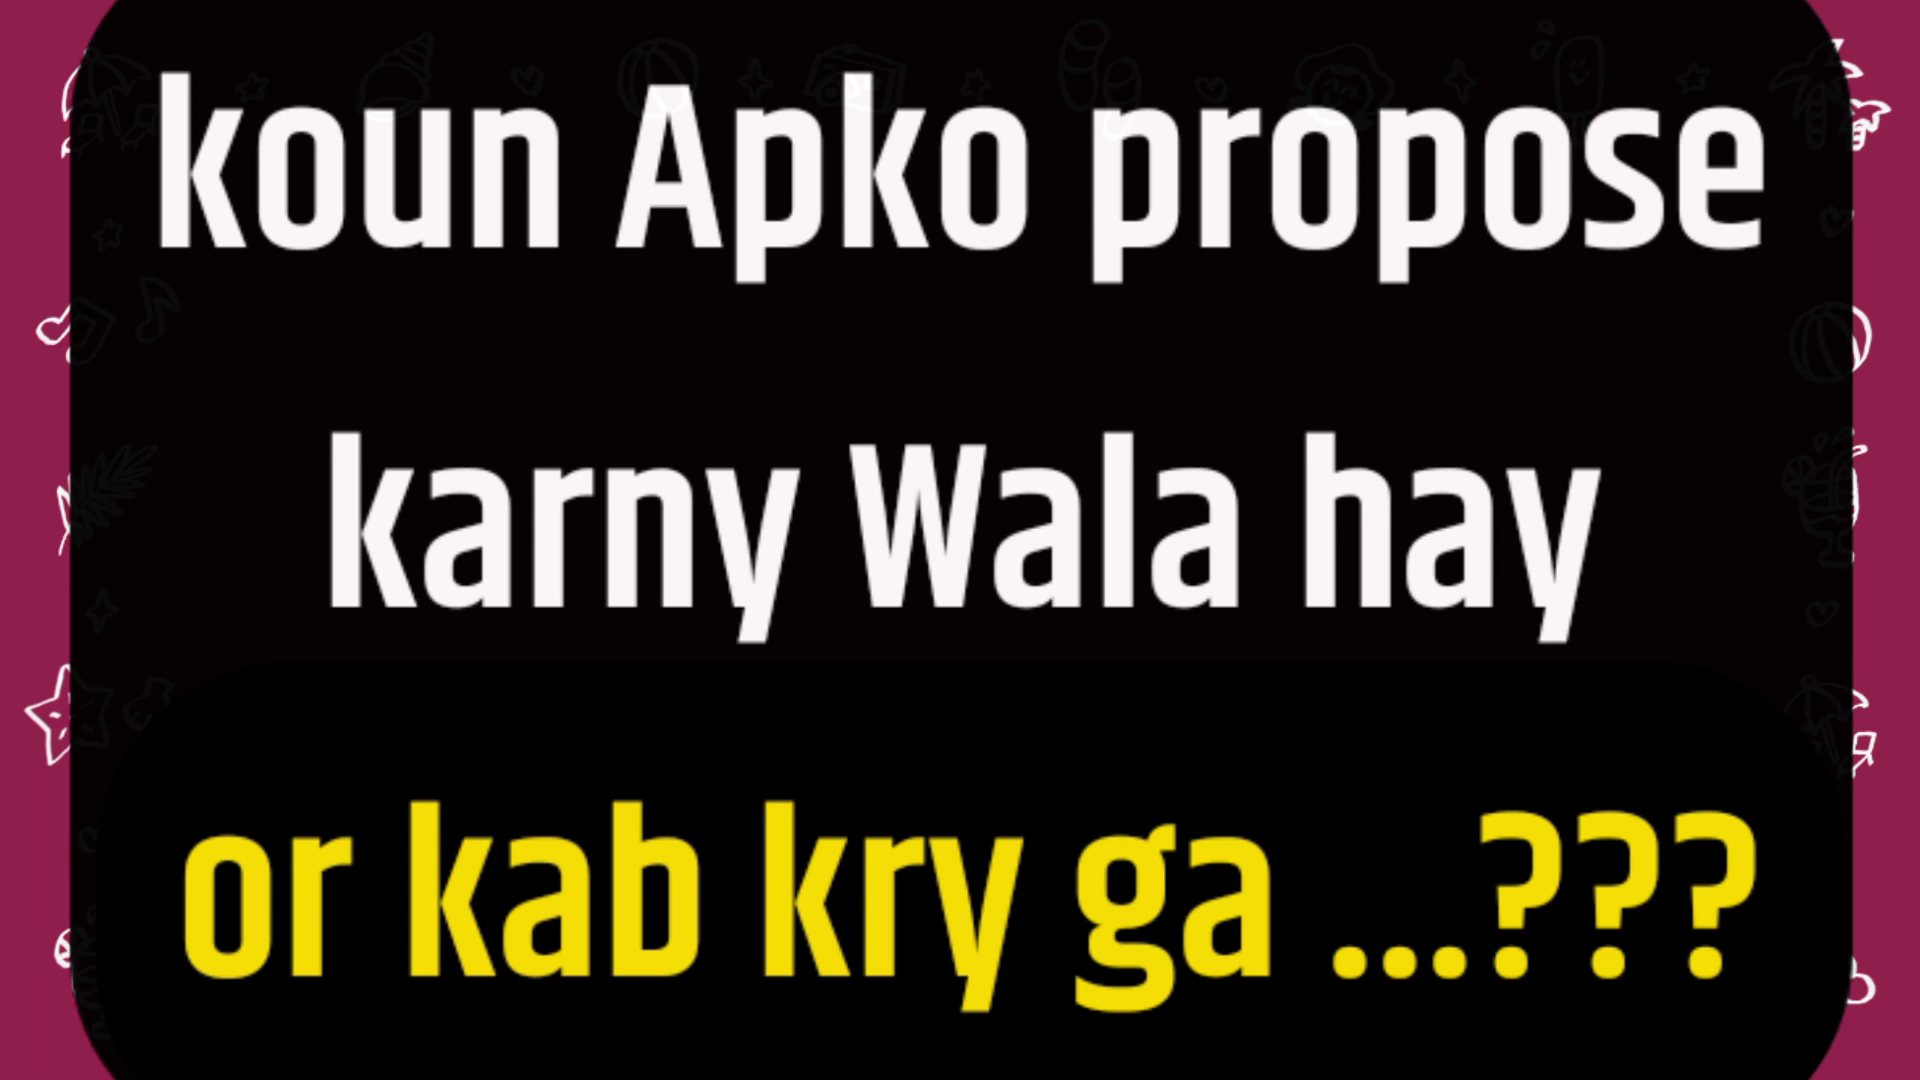 koun Apko propose
karny Wala hay
or kab kry ga ...???